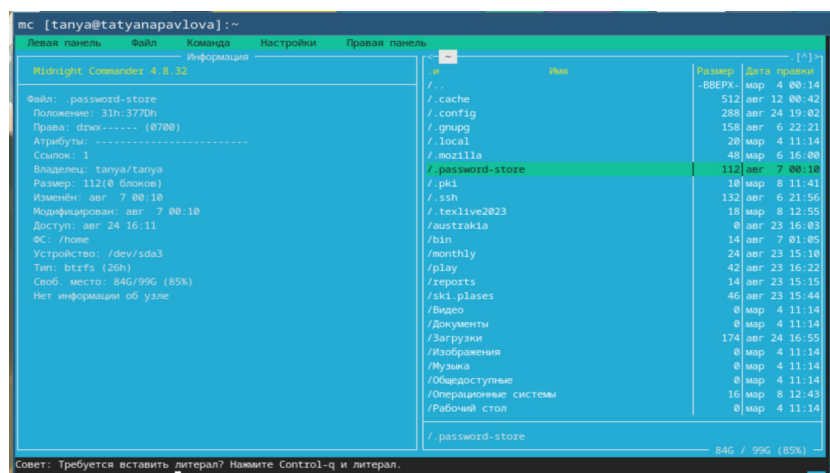 mc [tanya@tatyanapavlova]:~
Левая панель Файл Команда Настройки Правая панель
Информация
Midnight Commander 4.8.32
Файл: .password-store
Положение: 31h:377Dh
Права: drwx------ (0700)
Атрибуты: ------------------------
Ссылок: 1
Владелец: tanya/tanya
Размер: 112(0 блоков)
Изменён: авг 7 00:10
Модифицирован: авг 7 00:10
Доступ: авг 24 16:11
ФС: /home
Устройство: /dev/sda3
Тип: btrfs (26h)
Своб. место: 84G/99G (85%)
Нет информации об узле
<- ~ .[^]>
.и Имя Размер Дата правки
/.. -ВВЕРХ- мар 4 00:14
/.cache 512 авг 12 00:42
/.config 288 авг 24 19:02
/.gnupg 158 авг 6 22:21
/.local 20 мар 4 11:14
/.mozilla 48 мар 6 16:00
/.password-store 112 авг 7 00:10
/.pki 10 мар 8 11:41
/.ssh 132 авг 6 21:56
/.texlive2023 18 мар 8 12:55
/austrakia 0 авг 23 16:03
/bin 14 авг 7 01:05
/monthly 24 авг 23 15:10
/play 42 авг 23 16:22
/reports 14 авг 23 15:15
/ski.plases 46 авг 23 15:44
/Видео 0 мар 4 11:14
/Документы 0 мар 4 11:14
/Загрузки 174 авг 24 16:55
/Изображения 0 мар 4 11:14
/Музыка 0 мар 4 11:14
/Общедоступные 0 мар 4 11:14
/Операционные системы 16 мар 8 12:43
/Рабочий стол 0 мар 4 11:14
/.password-store
84G / 99G (85%)
Совет: Требуется вставить литерал? Нажмите Control-q и литерал.